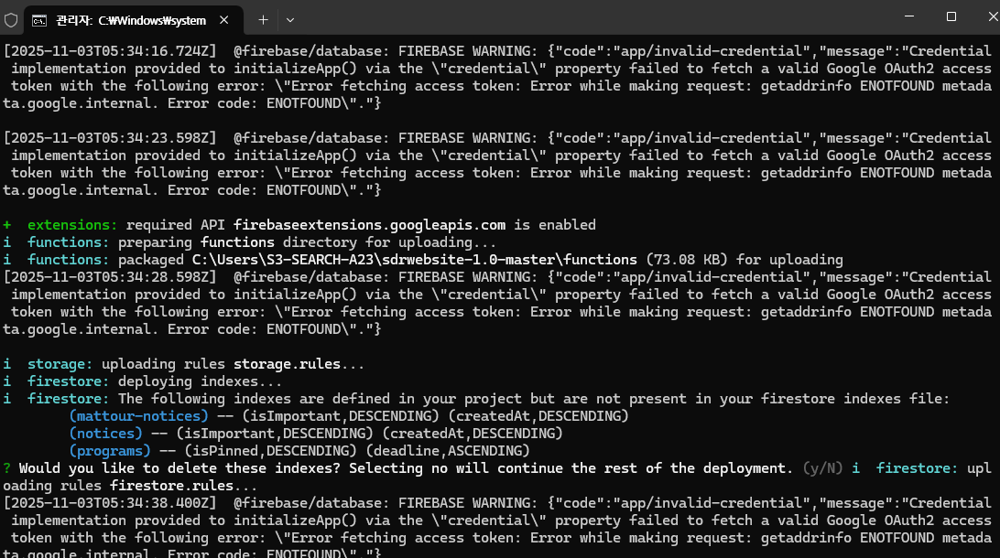 관리자: C:₩Windows₩system
[2025-11-03T05:34:16.724Z]  @firebase/database: FIREBASE WARNING: {"code":"app/invalid-credential","message":"Credential
 implementation provided to initializeApp() via the \"credential\" property failed to fetch a valid Google OAuth2 access
 token with the following error: \"Error fetching access token: Error while making request: getaddrinfo ENOTFOUND metada
ta.google.internal. Error code: ENOTFOUND\"."}
[2025-11-03T05:34:23.598Z]  @firebase/database: FIREBASE WARNING: {"code":"app/invalid-credential","message":"Credential
 implementation provided to initializeApp() via the \"credential\" property failed to fetch a valid Google OAuth2 access
 token with the following error: \"Error fetching access token: Error while making request: getaddrinfo ENOTFOUND metada
ta.google.internal. Error code: ENOTFOUND\"."}
+  extensions: required API firebaseextensions.googleapis.com is enabled
i  functions: preparing functions directory for uploading...
i  functions: packaged C:\Users\S3-SEARCH-A23\sdrwebsite-1.0-master\functions (73.08 KB) for uploading
[2025-11-03T05:34:28.598Z]  @firebase/database: FIREBASE WARNING: {"code":"app/invalid-credential","message":"Credential
 implementation provided to initializeApp() via the \"credential\" property failed to fetch a valid Google OAuth2 access
 token with the following error: \"Error fetching access token: Error while making request: getaddrinfo ENOTFOUND metada
ta.google.internal. Error code: ENOTFOUND\"."}
i  storage: uploading rules storage.rules...
i  firestore: deploying indexes...
i  firestore: The following indexes are defined in your project but are not present in your firestore indexes file:
        (mattour-notices) -- (isImportant,DESCENDING) (createdAt,DESCENDING)
        (notices) -- (isImportant,DESCENDING) (createdAt,DESCENDING)
        (programs) -- (isPinned,DESCENDING) (deadline,ASCENDING)
? Would you like to delete these indexes? Selecting no will continue the rest of the deployment. (y/N) i  firestore: upl
oading rules firestore.rules...
[2025-11-03T05:34:38.400Z]  @firebase/database: FIREBASE WARNING: {"code":"app/invalid-credential","message":"Credential
 implementation provided to initializeApp() via the \"credential\" property failed to fetch a valid Google OAuth2 access
 token with the following error: \"Error fetching access token: Error while making request: getaddrinfo ENOTFOUND metada
ta.google.internal. Error code: ENOTFOUND\"."}